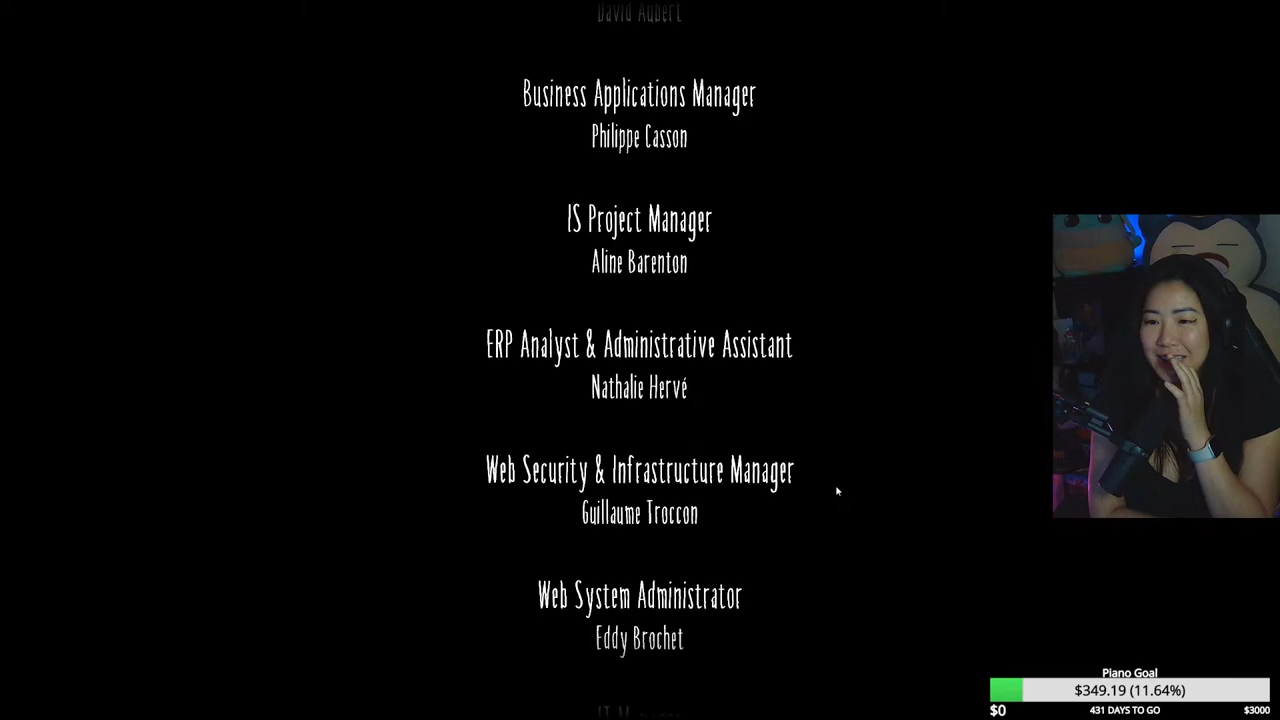 David Aubert
Business Applications Manager
Philippe Casson
IS Project Manager
Aline Barenton
ERP Analyst & Administrative Assistant
Nathalie Hervé
Web Security & Infrastructure Manager
Guillaume Troccon
Web System Administrator
Eddy Brochet
Piano Goal
$349.19 (11.64%)
$0 431 DAYS TO GO $3000